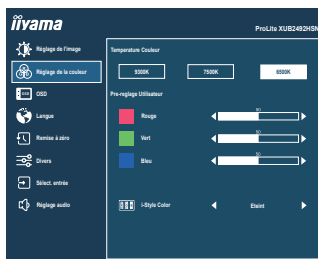 iiyama
ProLite XUB2492HSN
Réglage de l'image
Réglage de la couleur
OSD
Langue
Remise à zéro
Divers
Sélect. entrée
Réglage audio
Temperature Couleur
9300K 7500K 6500K
Pre-reglage Utilisateur
Rouge 50
Vert 50
Bleu 50
i-Style Color Eteint